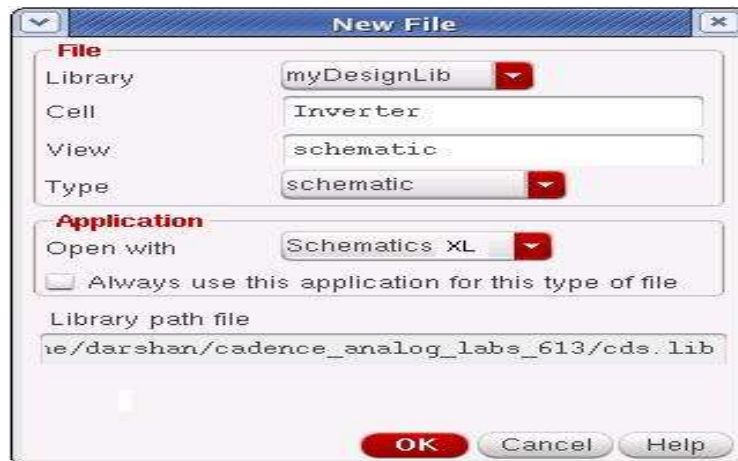 New File
File
Library myDesignLib
Cell Inverter
View schematic
Type schematic
Application
Open with Schematics XL
Always use this application for this type of file
Library path file
/darshan/cadence_analog_labs_613/cds.lib
OK Cancel Help